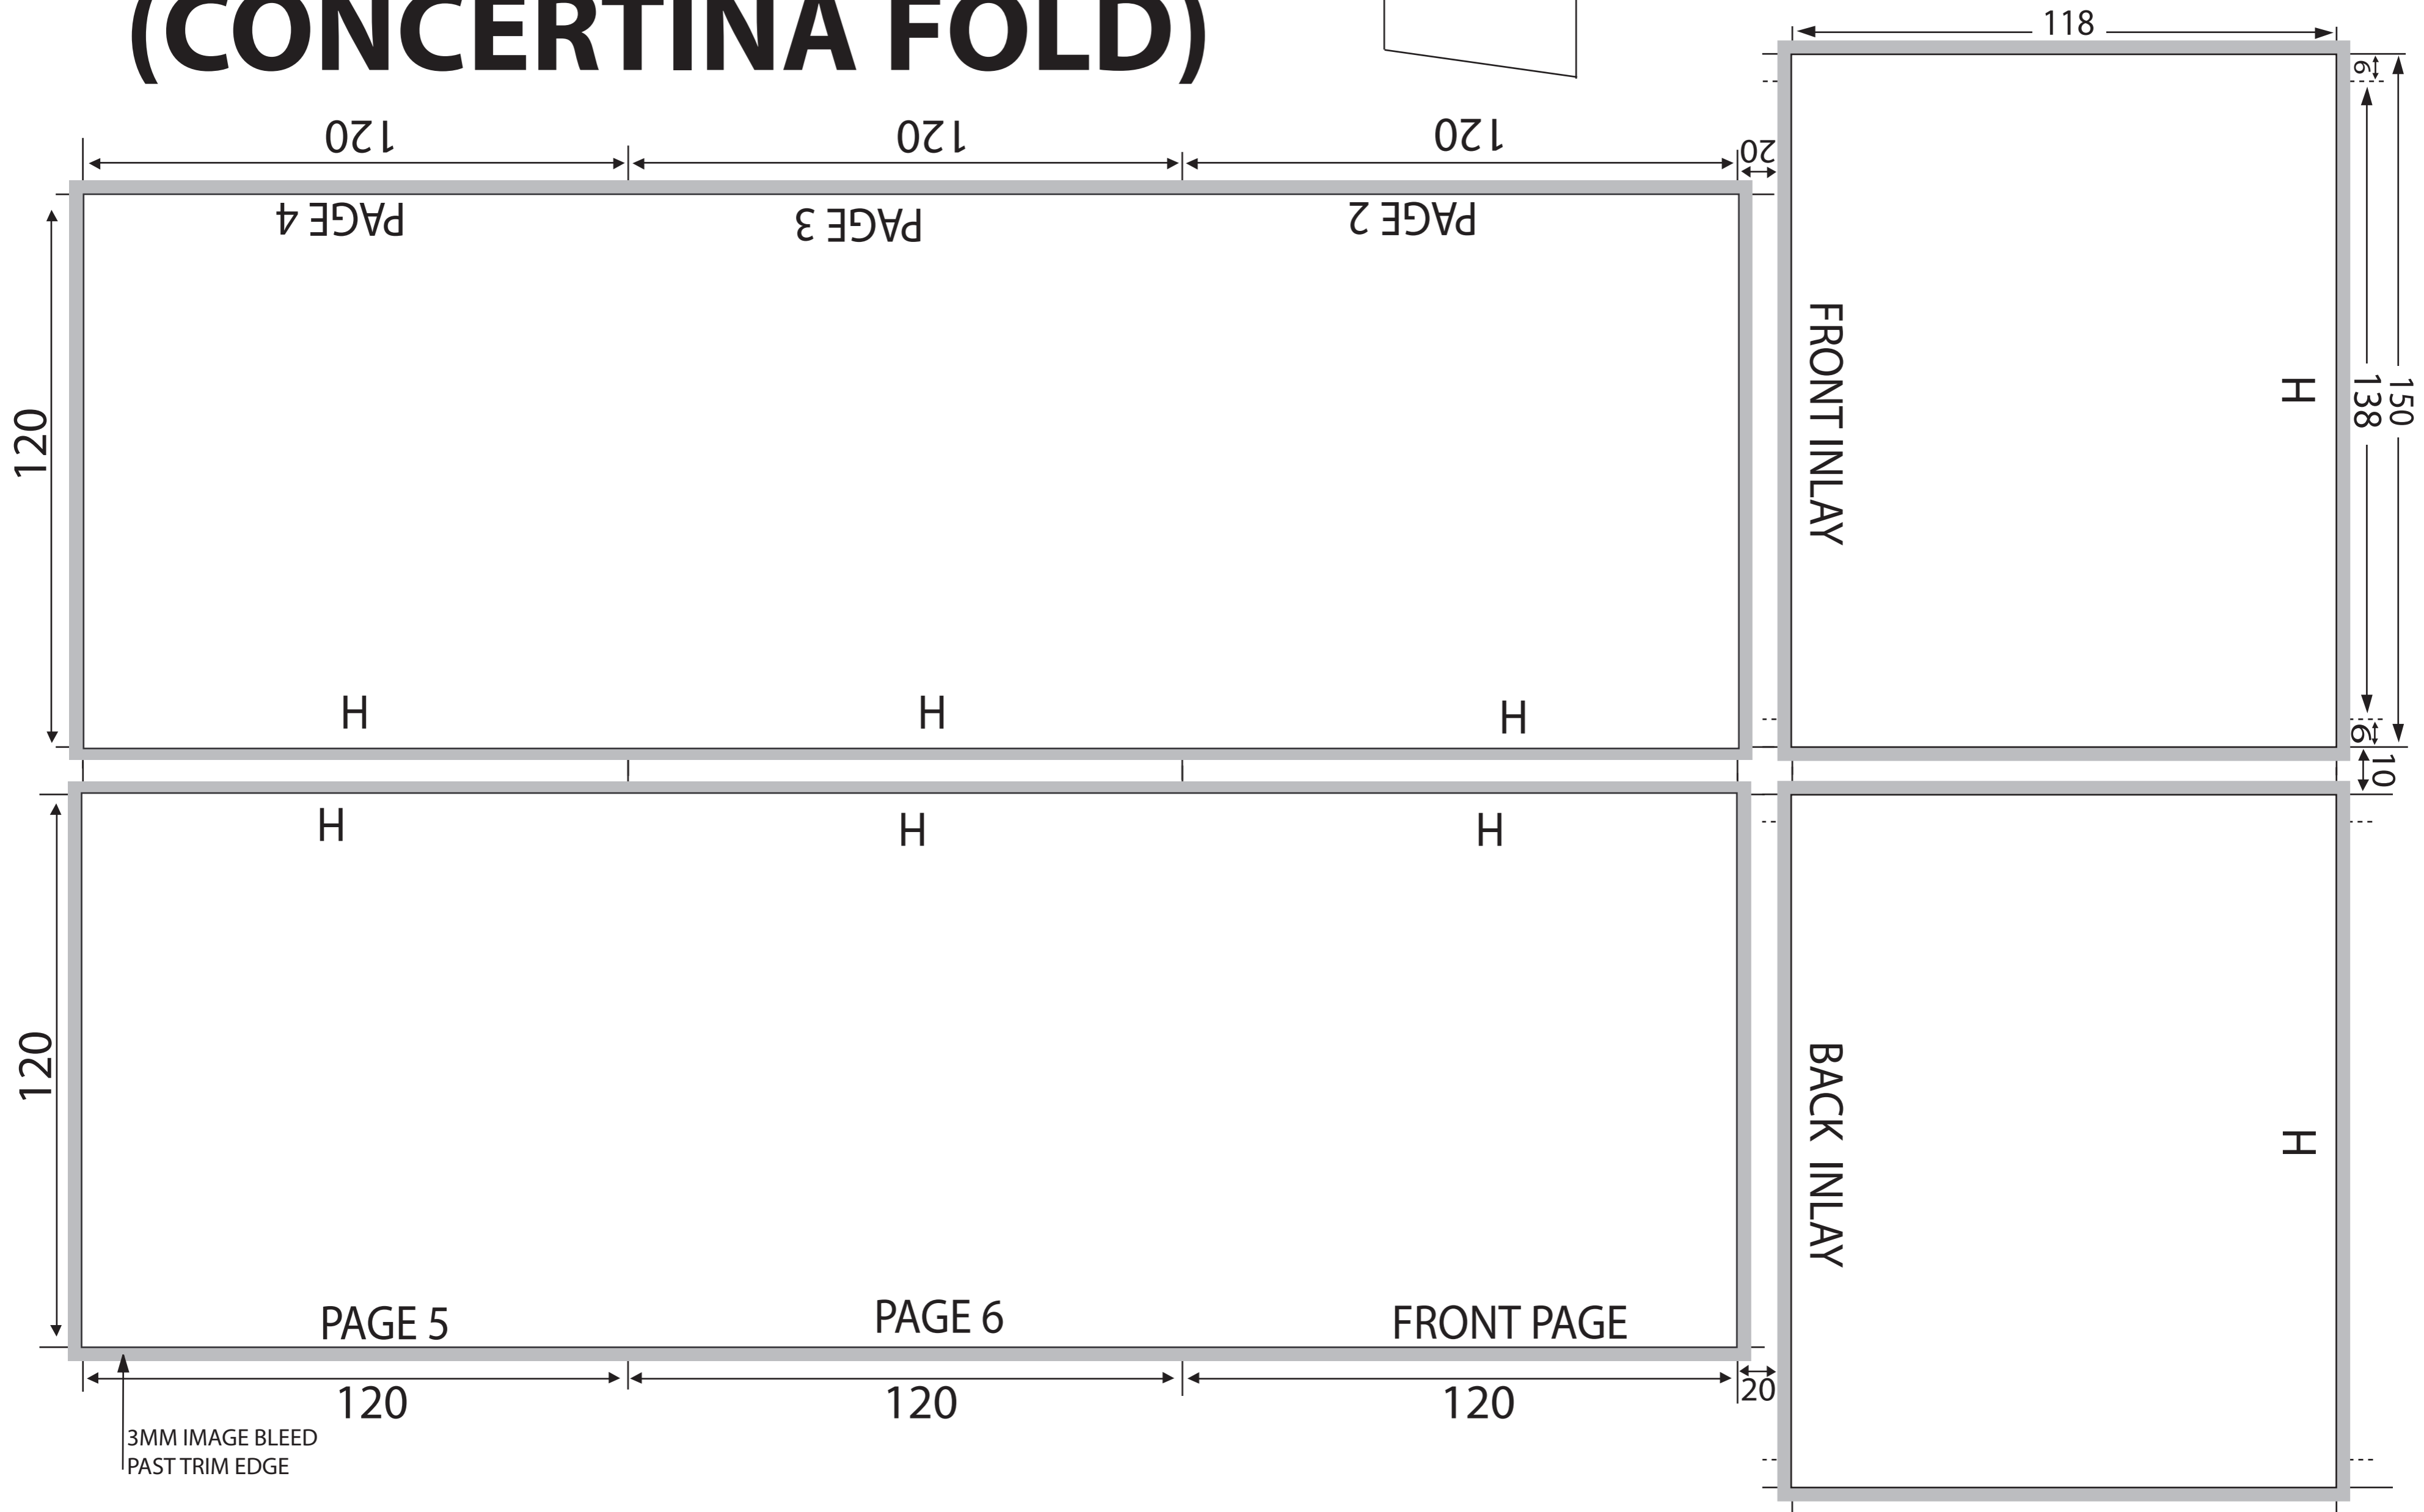 (CONCERTINA FOLD)
118
120
120
120
20
6
PAGE 4
PAGE 3
PAGE 2
120
FRONT INLAY
H
138
150
H
H
H
6
10
H
H
H
120
BACK INLAY
H
PAGE 5
PAGE 6
FRONT PAGE
120
120
120
20
3MM IMAGE BLEED
PAST TRIM EDGE